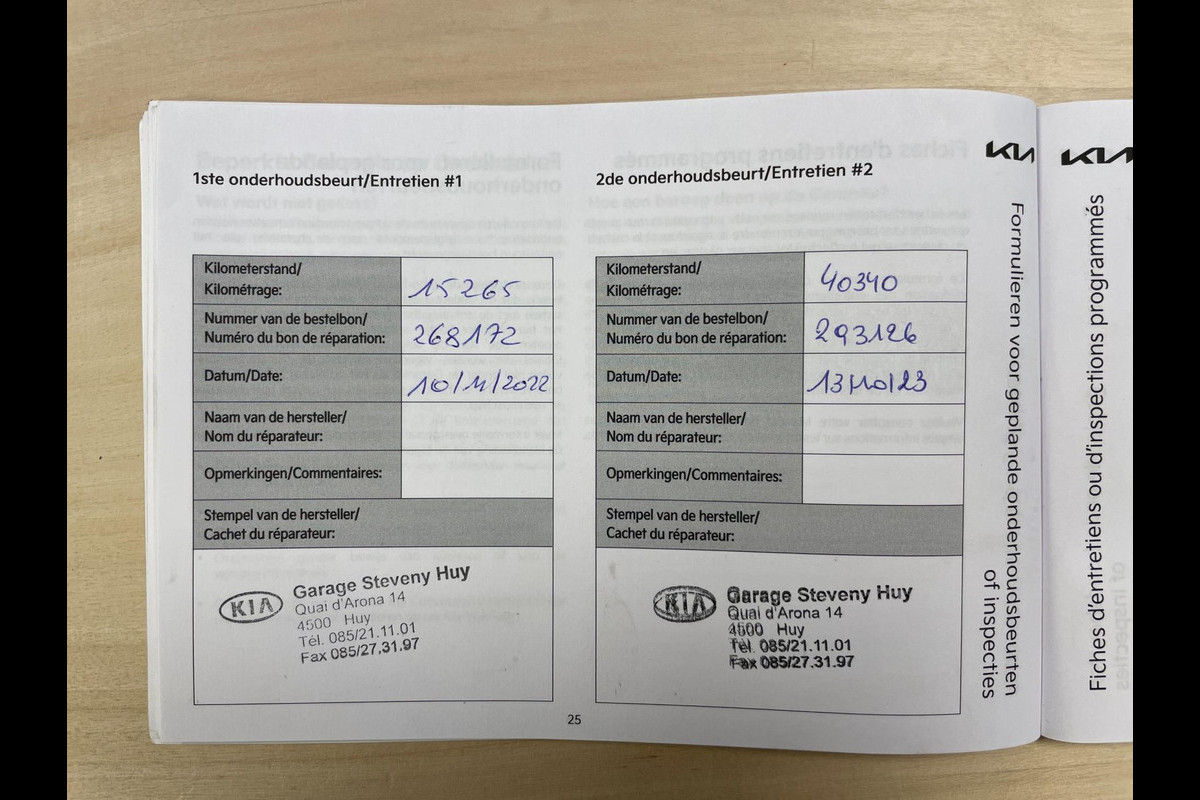 1ste onderhoudsbeurt/Entretien #1
Kilometerstand/
Kilométrage: 15265
Nummer van de bestelbon/
Numéro du bon de réparation: 268172
Datum/Date: 10/11/2022
Naam van de hersteller/
Nom du réparateur:
Opmerkingen/Commentaires:
Stempel van de hersteller/
Cachet du réparateur:
KIA
Garage Steveny Huy
Quai d'Arona 14
4500 Huy
Tél. 085/21.11.01
Fax 085/27.31.97
2de onderhoudsbeurt/Entretien #2
Kilometerstand/
Kilométrage: 40340
Nummer van de bestelbon/
Numéro du bon de réparation: 293126
Datum/Date: 13/10/23
Naam van de hersteller/
Nom du réparateur:
Opmerkingen/Commentaires:
Stempel van de hersteller/
Cachet du réparateur:
KIA
Garage Steveny Huy
Quai d'Arona 14
4500 Huy
Tél. 085/21.11.01
Fax 085/27.31.97
25
KIA
Formulieren voor geplande onderhoudsbeurten
of inspecties
KIA
Fiches d'entretiens ou d'inspections programmés